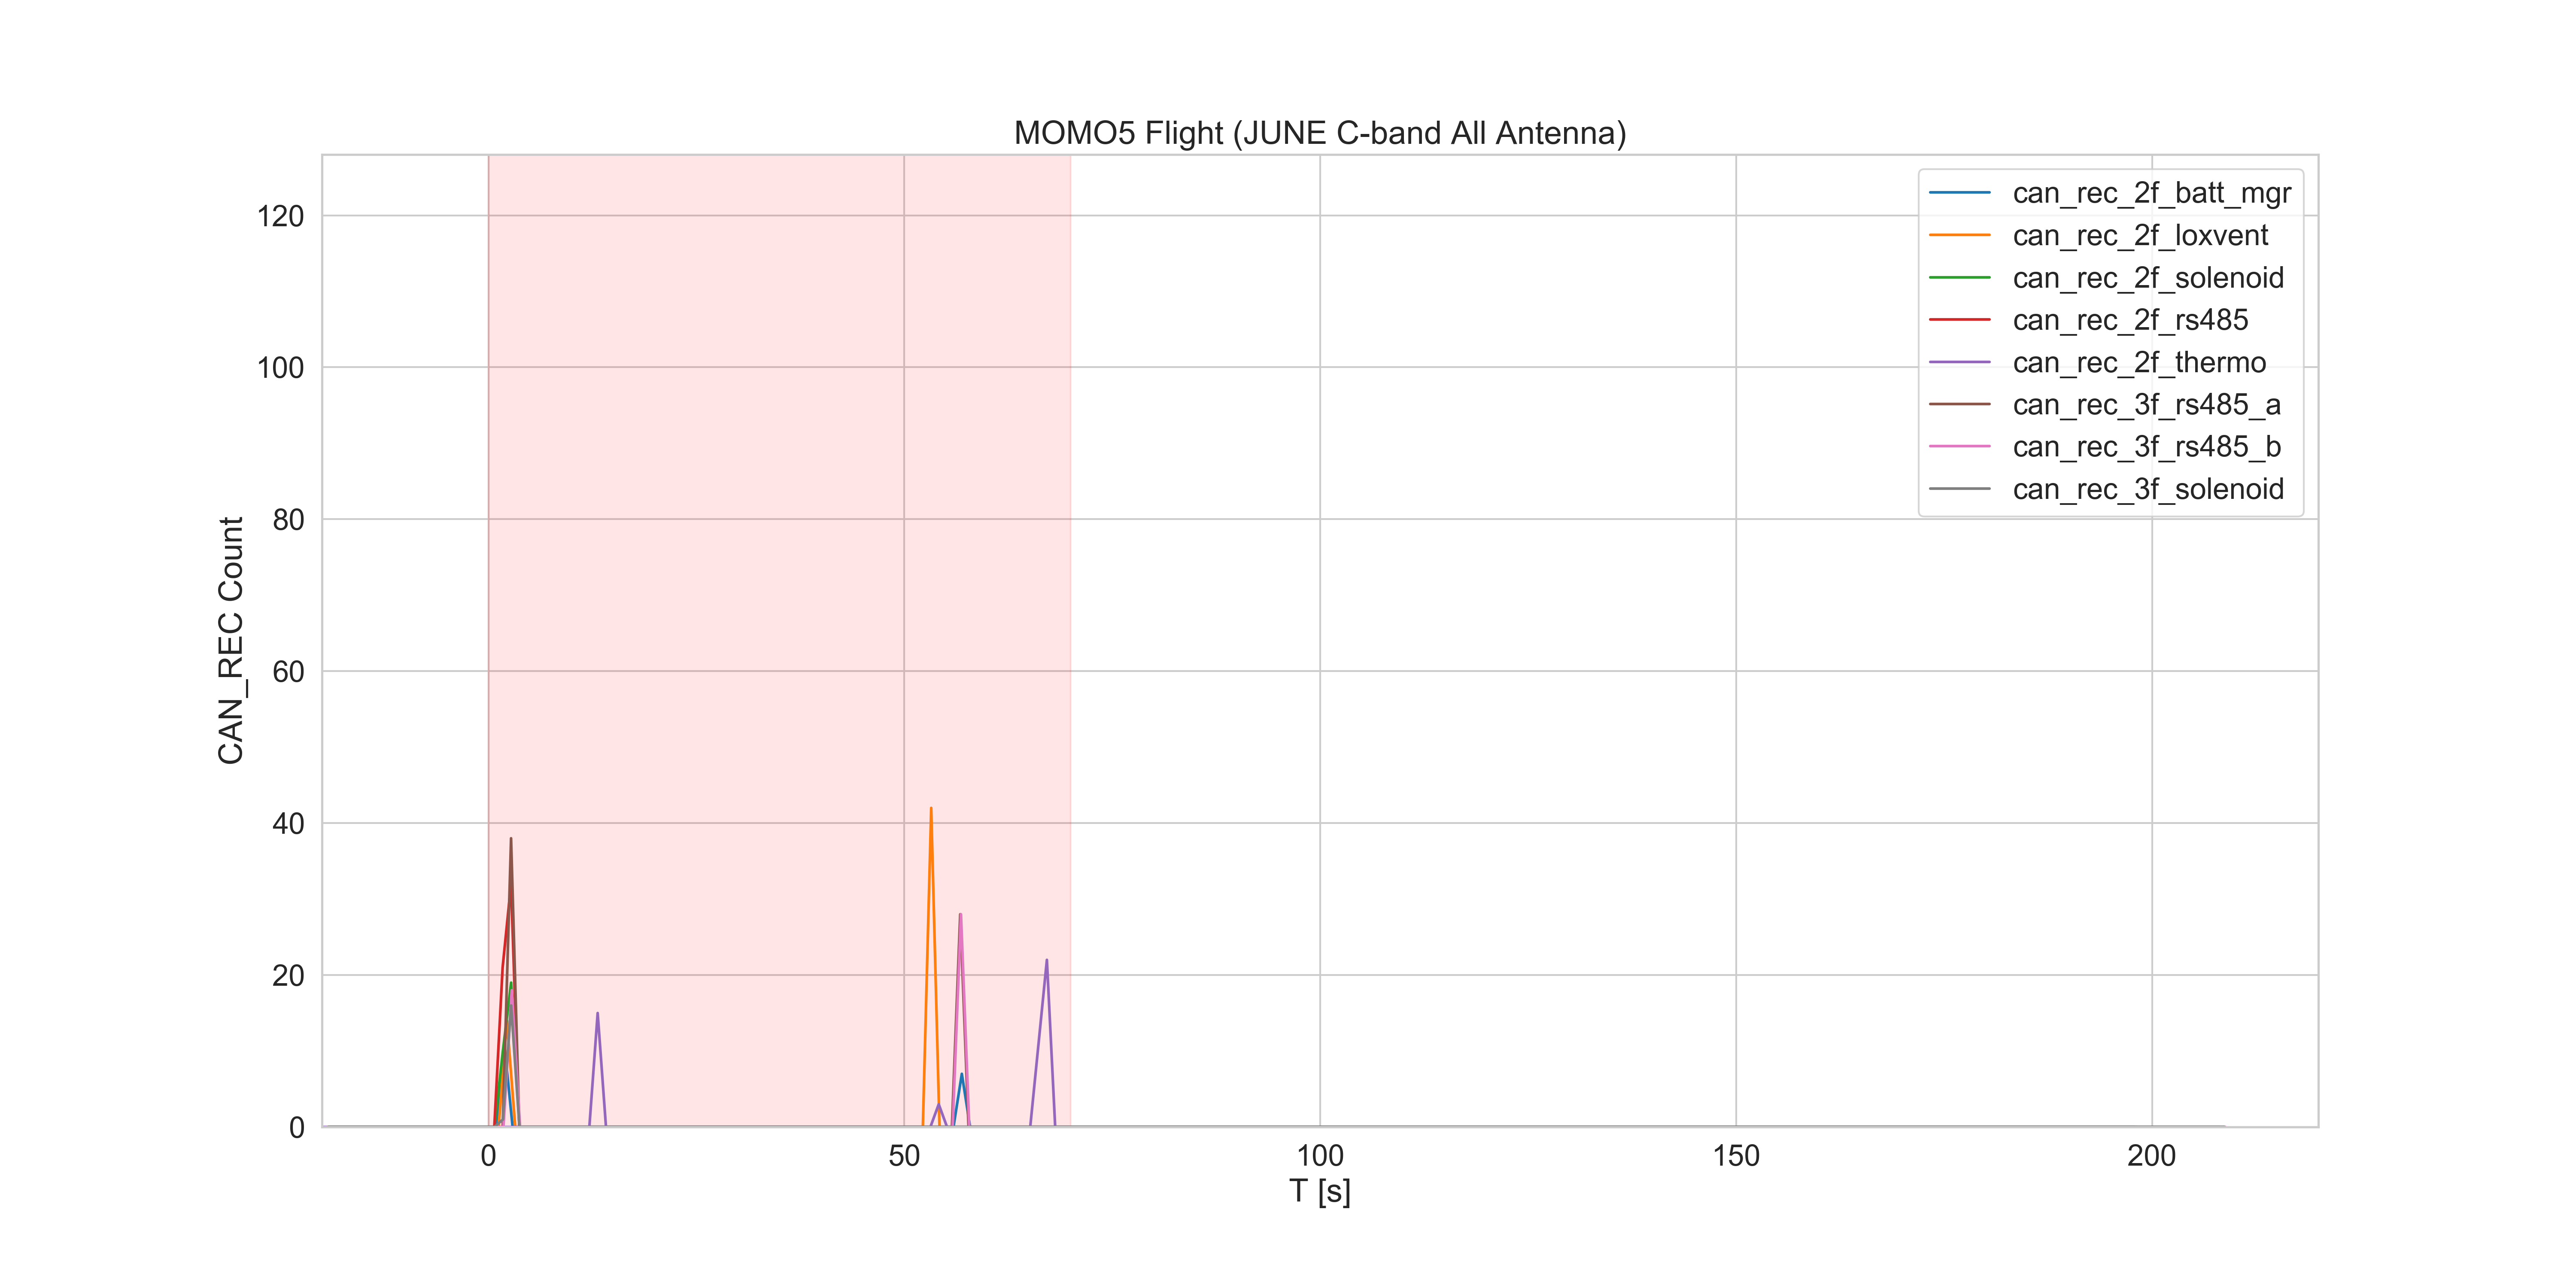 MOMO5 Flight (JUNE C-band All Antenna)
can_rec_2f_batt_mgr
can_rec_2f_loxvent
can_rec_2f_solenoid
can_rec_2f_rs485
can_rec_2f_thermo
can_rec_3f_rs485_a
can_rec_3f_rs485_b
can_rec_3f_solenoid
CAN_REC Count
120
100
80
60
40
20
0
0 50 100 150 200
T [s]